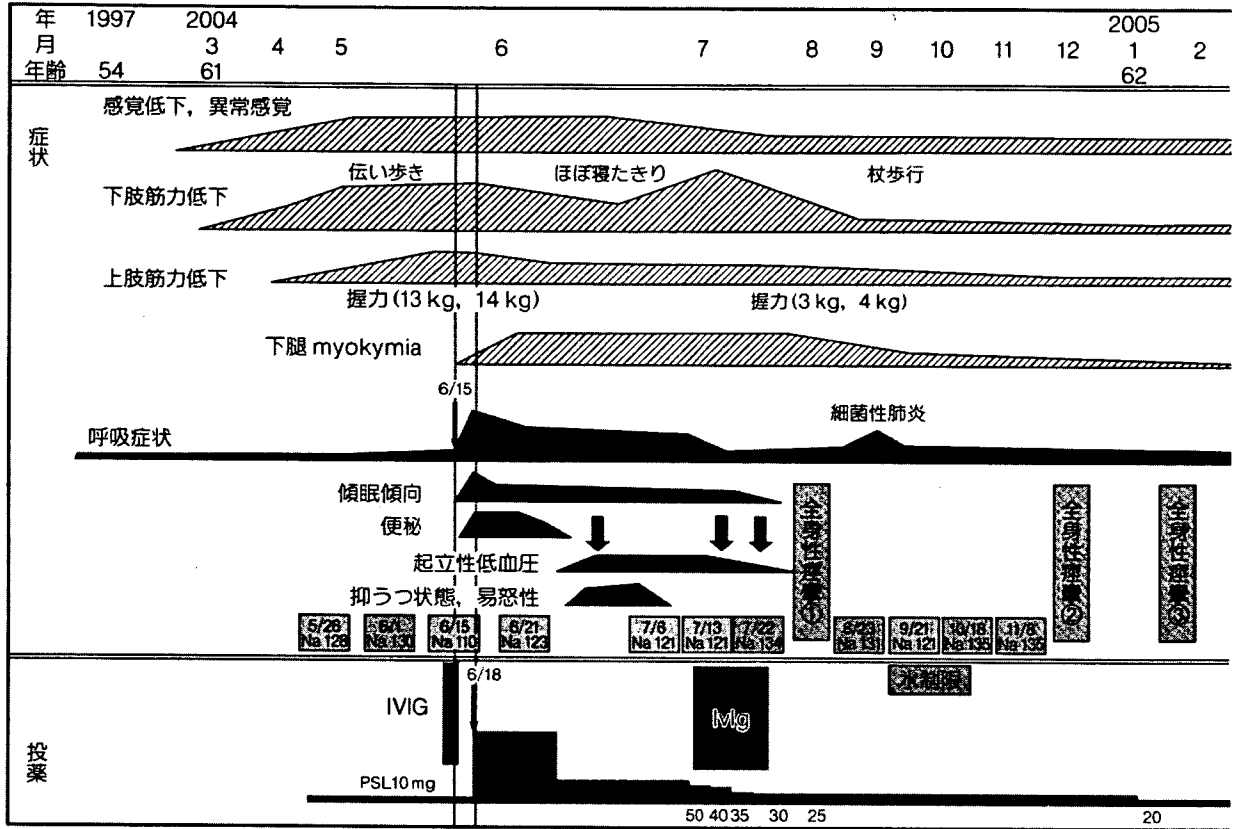 年 1997 2004 2005
月 3 4 5 6 7 8 9 10 11 12 1 2
年齢 54 61 62
症状
感覚低下，異常感覚
伝い歩き ほぼ寝たきり 杖歩行
下肢筋力低下
上肢筋力低下
握力(13 kg，14 kg) 握力(3 kg，4 kg)
下腿 myokymia
6/15
細菌性肺炎
呼吸症状
傾眠傾向
便秘
起立性低血圧
抑うつ状態，易怒性
全身性痙攣①
全身性痙攣②
全身性痙攣③
5/26 Na 128
6/1 Na 130
6/15 Na 110
6/21 Na 123
7/6 Na 121
7/13 Na 121
7/22 Na 134
8/23 Na 131
9/21 Na 121
10/18 Na 135
11/8 Na 135
6/18
水制限
IVIG
IvIg
投薬
PSL10 mg
50 40 35 30 25 20